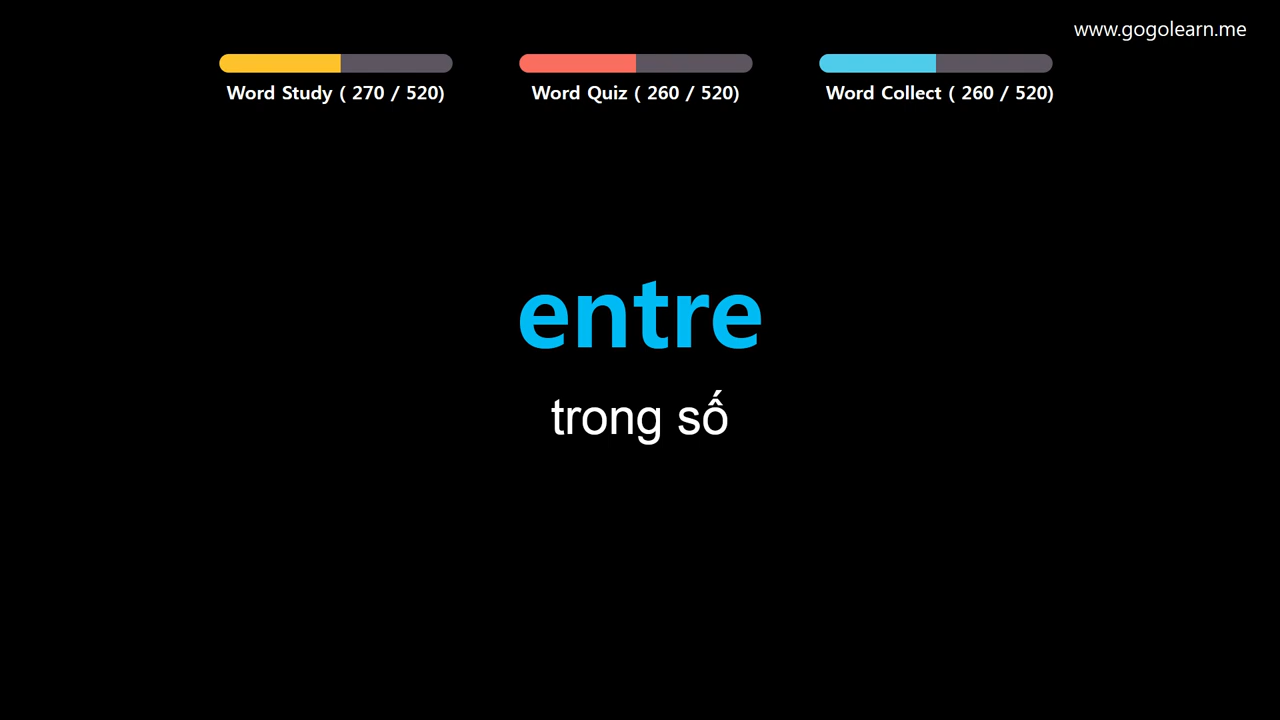 www.gogolearn.me
Word Study ( 270 / 520)
Word Quiz ( 260 / 520)
Word Collect ( 260 / 520)
entre
trong số